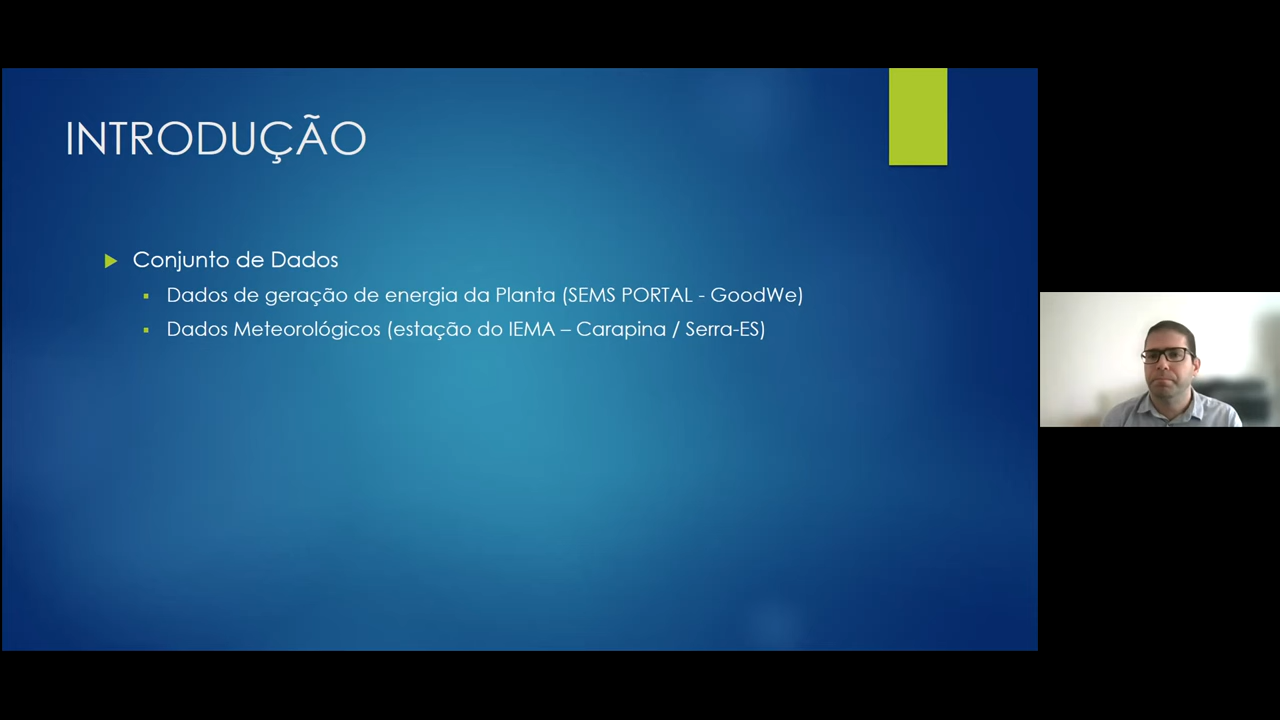 INTRODUÇÃO
Conjunto de Dados
Dados de geração de energia da Planta (SEMS PORTAL - GoodWe)
Dados Meteorológicos (estação do IEMA – Carapina / Serra-ES)